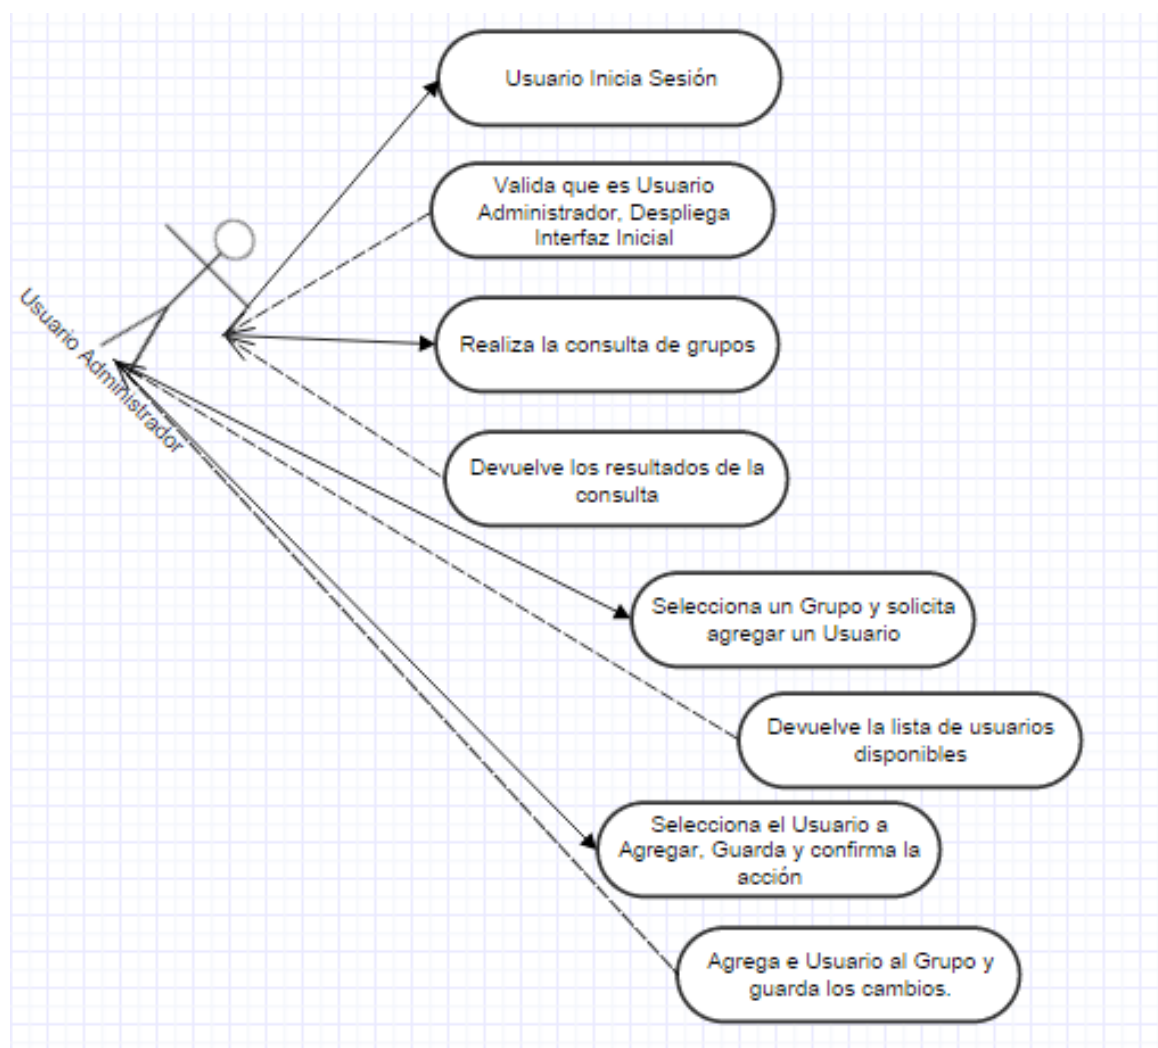 Usuario Inicia Sesión
Valida que es Usuario
Administrador, Despliega
Interfaz Inicial
Usuario Administrador
Realiza la consulta de grupos
Devuelve los resultados de la
consulta
Selecciona un Grupo y solicita
agregar un Usuario
Devuelve la lista de usuarios
disponibles
Selecciona el Usuario a
Agregar, Guarda y confirma la
acción
Agrega e Usuario al Grupo y
guarda los cambios.